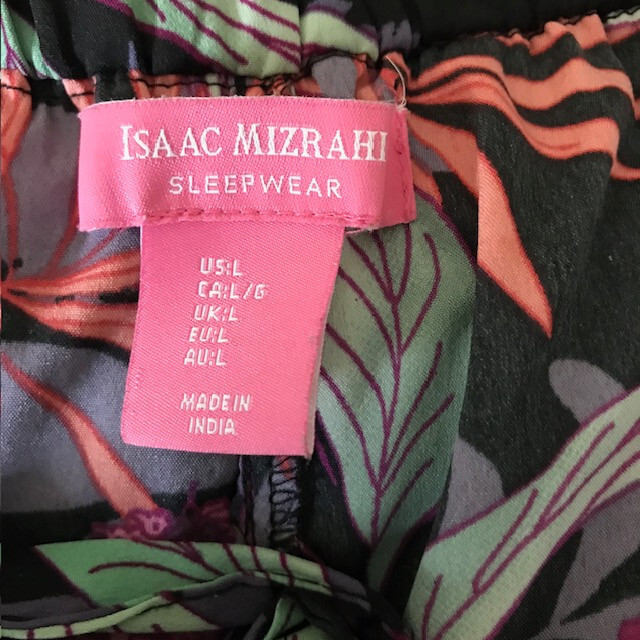 ISAAC MIZRAHI
SLEEPWEAR
US:L
CA:L/G
UK:L
EU:L
AU:L
MADE IN
INDIA